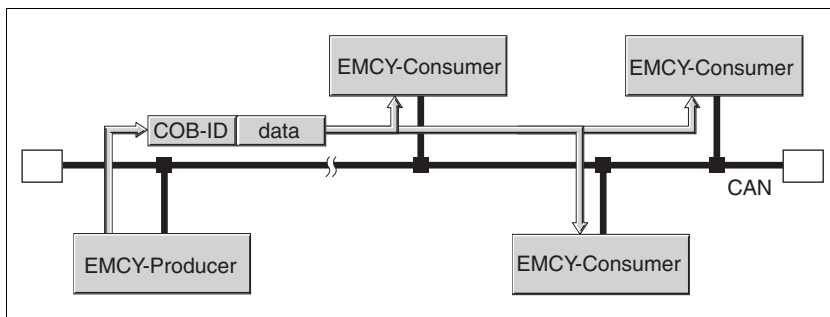 EMCY-Consumer
EMCY-Consumer
COB-ID
data
CAN
EMCY-Producer
EMCY-Consumer